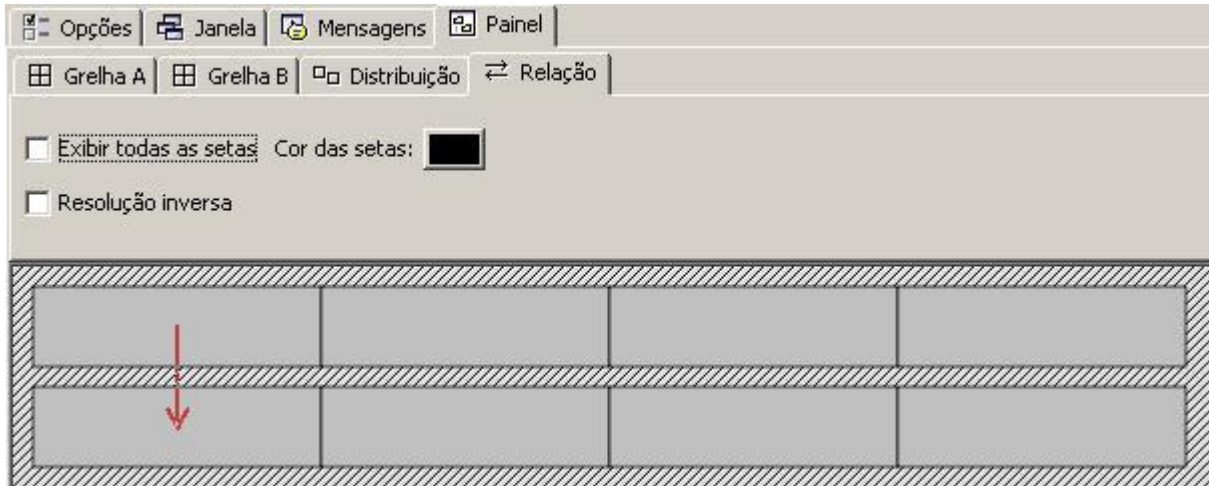 Opções Janela Mensagens Painel
Grelha A Grelha B Distribuição Relação
Exibir todas as setas Cor das setas:
Resolução inversa